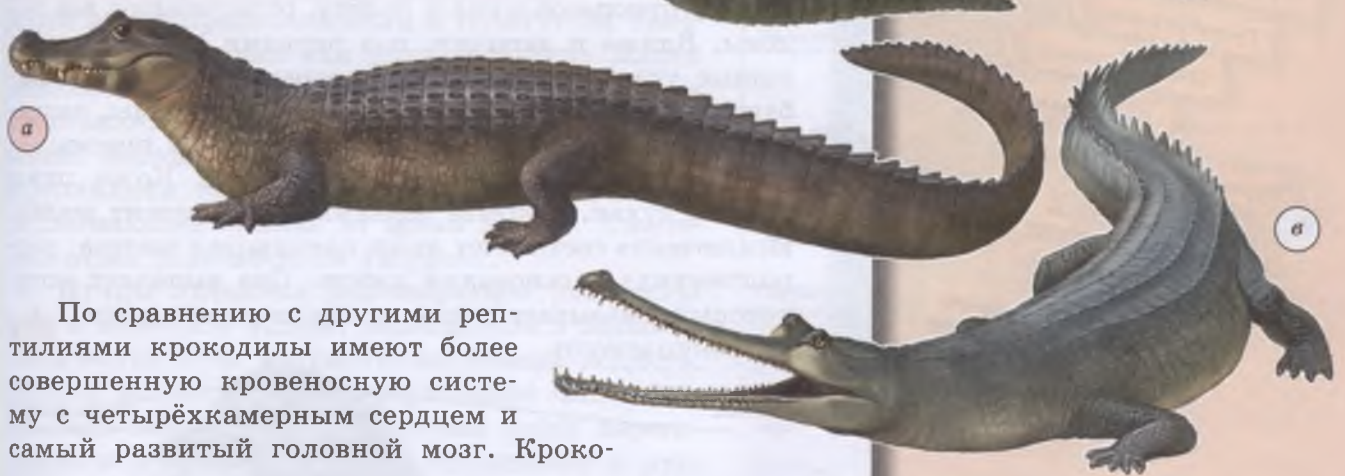 а
в
По сравнению с другими реп-
тилиями крокодилы имеют более
совершенную кровеносную систе-
му с четырёхкамерным сердцем и
самый развитый головной мозг. Кроко-